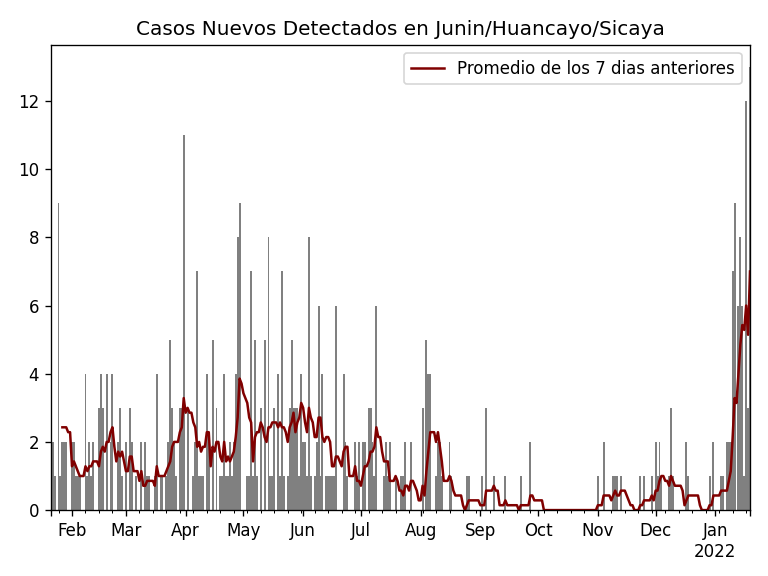 Casos Nuevos Detectados en Junin/Huancayo/Sicaya
Promedio de los 7 dias anteriores
12
10
8
6
4
2
0
Feb Mar Apr May Jun Jul Aug Sep Oct Nov Dec Jan
2022